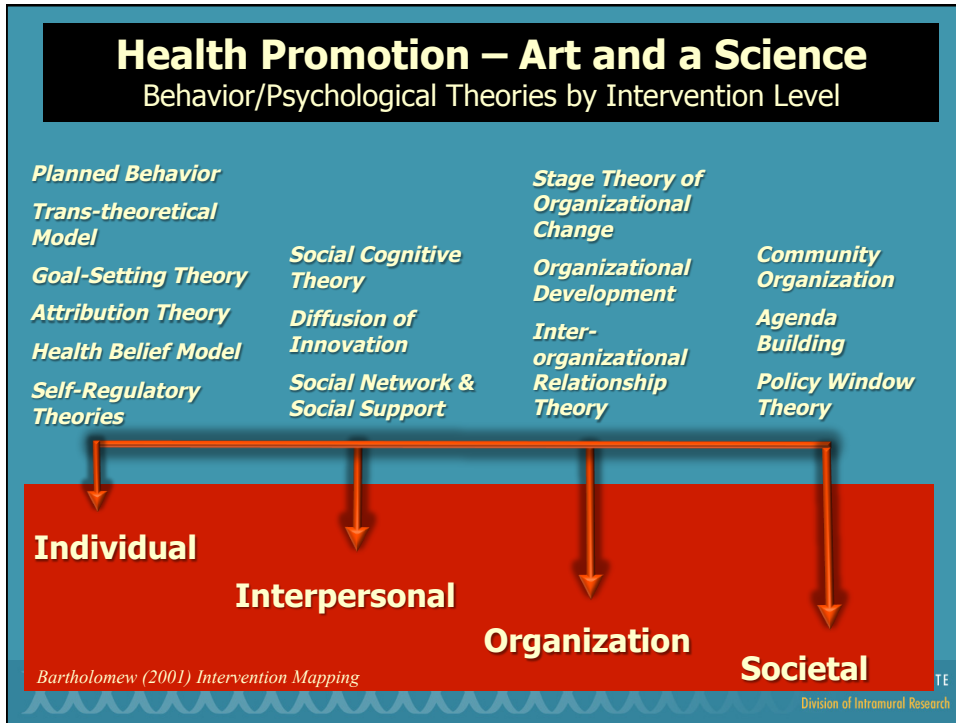 Health Promotion – Art and a Science
Behavior/Psychological Theories by Intervention Level
Planned Behavior
Trans-theoretical
Model
Goal-Setting Theory
Attribution Theory
Health Belief Model
Self-Regulatory
Theories
Social Cognitive
Theory
Diffusion of
Innovation
Social Network &
Social Support
Stage Theory of
Organizational
Change
Organizational
Development
Inter-
organizational
Relationship
Theory
Community
Organization
Agenda
Building
Policy Window
Theory
Individual
Interpersonal
Organization
Societal
Bartholomew (2001) Intervention Mapping
TE
Division of Intramural Research